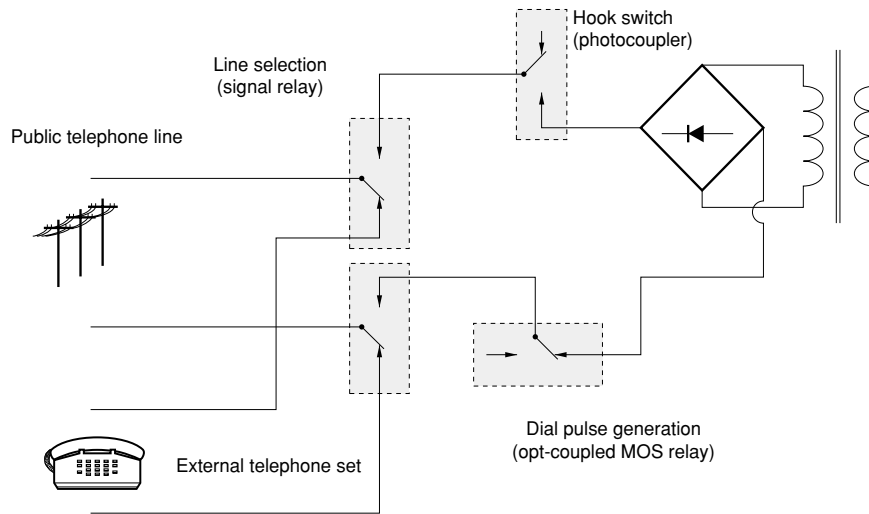 Hook switch
(photocoupler)
Line selection
(signal relay)
Public telephone line
Dial pulse generation
(opt-coupled MOS relay)
External telephone set